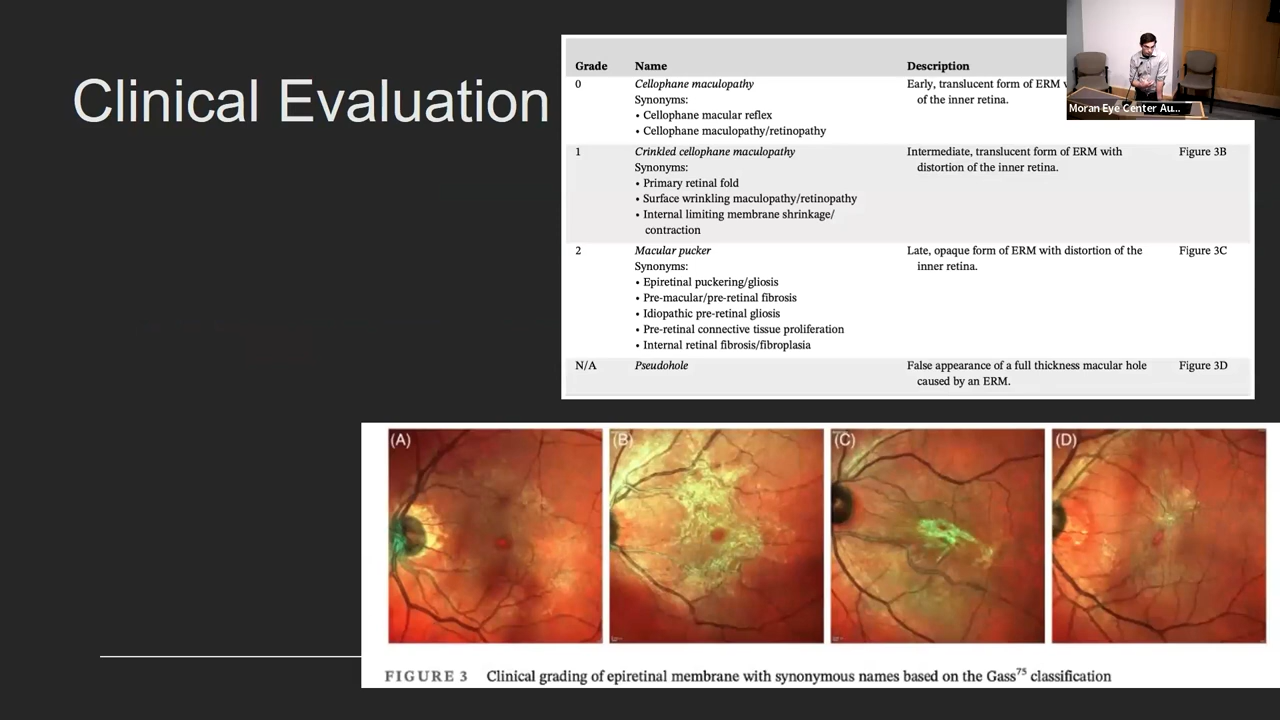 Clinical Evaluation
Grade Name Description
0 Cellophane maculopathy Early, translucent form of ERM
Synonyms: of the inner retina.
• Cellophane macular reflex
• Cellophane maculopathy/retinopathy
1 Crinkled cellophane maculopathy Intermediate, translucent form of ERM with Figure 3B
Synonyms: distortion of the inner retina.
• Primary retinal fold
• Surface wrinkling maculopathy/retinopathy
• Internal limiting membrane shrinkage/
contraction
2 Macular pucker Late, opaque form of ERM with distortion of the Figure 3C
Synonyms: inner retina.
• Epiretinal puckering/gliosis
• Pre-macular/pre-retinal fibrosis
• Idiopathic pre-retinal gliosis
• Pre-retinal connective tissue proliferation
• Internal retinal fibrosis/fibroplasia
N/A Pseudohole False appearance of a full thickness macular hole Figure 3D
caused by an ERM.
Moran Eye Center Au...
(A) (B) (C) (D)
FIGURE 3 Clinical grading of epiretinal membrane with synonymous names based on the Gass75 classification